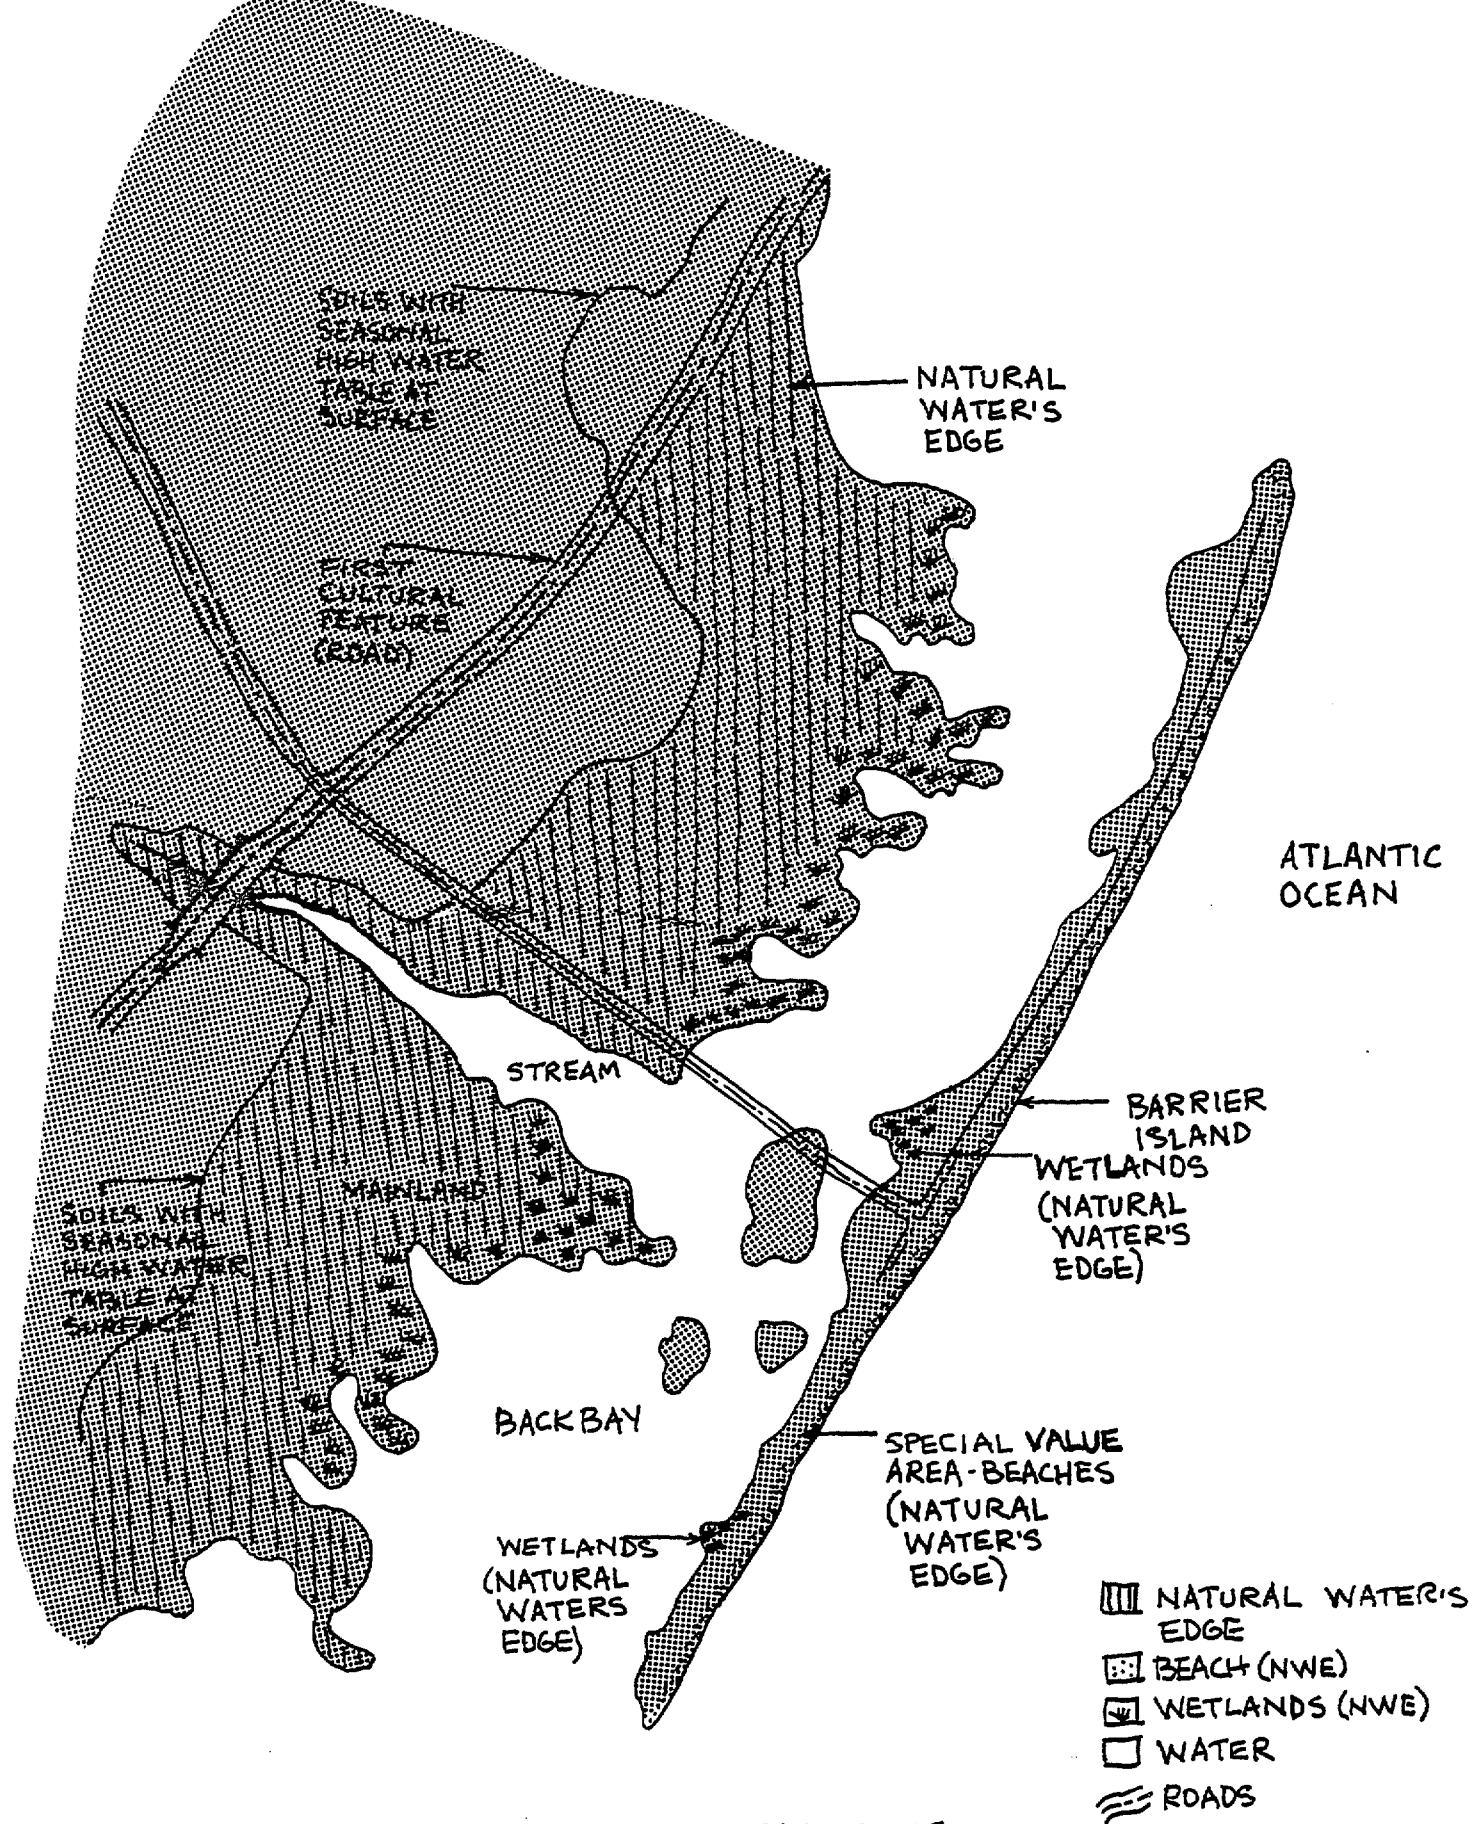 SOILS WITH
SEASONAL
HIGH WATER
TABLE AT
SURFACE
NATURAL
WATER'S
EDGE
FIRST
CULTURAL
FEATURE
(ROAD)
ATLANTIC
OCEAN
STREAM
BARRIER
ISLAND
WETLANDS
(NATURAL
WATER'S
EDGE)
MAINLAND
SOILS WITH
SEASONAL
HIGH WATER
TABLE AT
SURFACE
BACKBAY
SPECIAL VALUE
AREA-BEACHES
(NATURAL
WATER'S
EDGE)
WETLANDS
(NATURAL
WATERS
EDGE)
NATURAL WATER'S
EDGE
BEACH (NWE)
WETLANDS (NWE)
WATER
ROADS